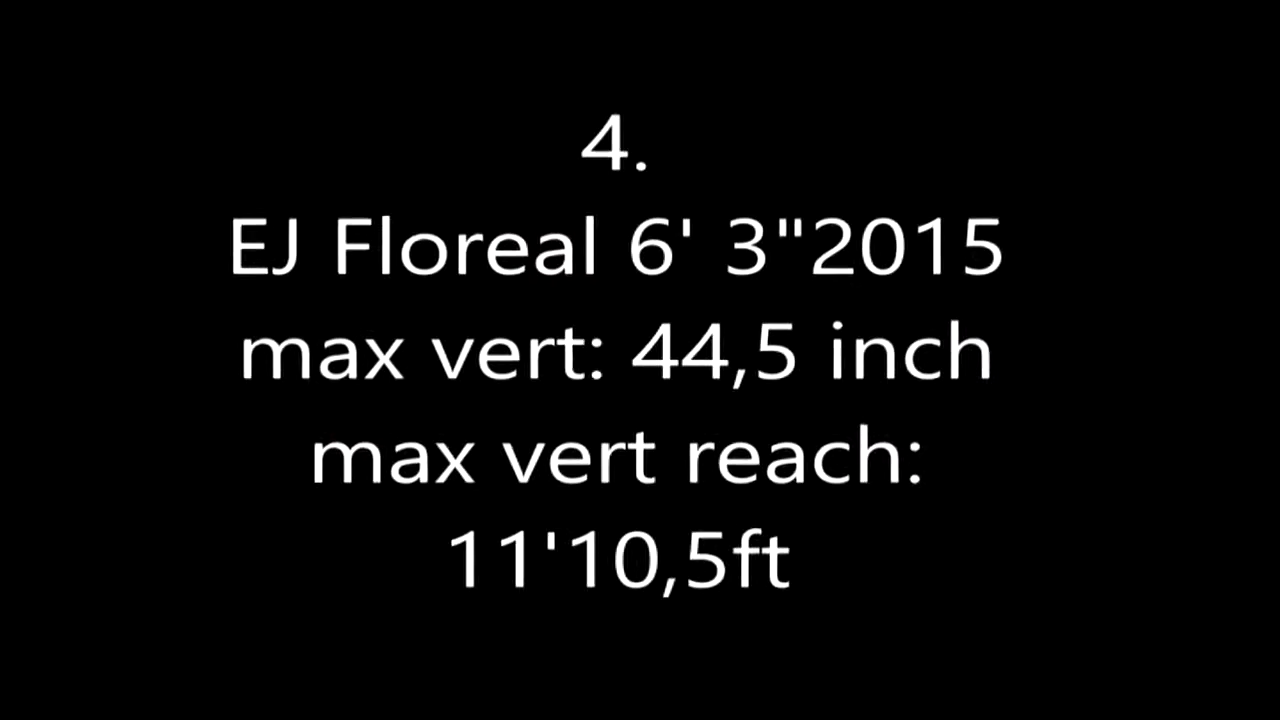 4.
EJ Floreal 6' 3"2015
max vert: 44,5 inch
max vert reach:
11'10,5ft